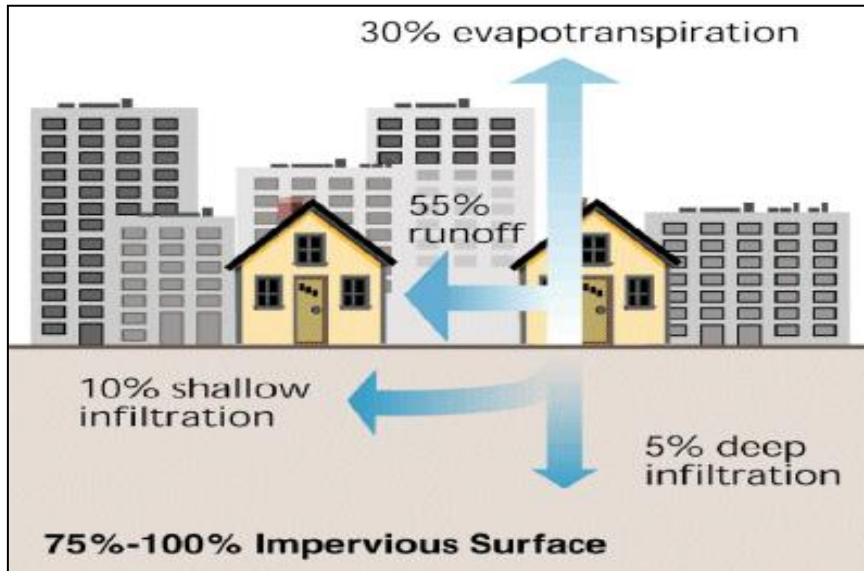 30% evapotranspiration
55%
runoff
10% shallow
infiltration
5% deep
infiltration
75%-100% Impervious Surface